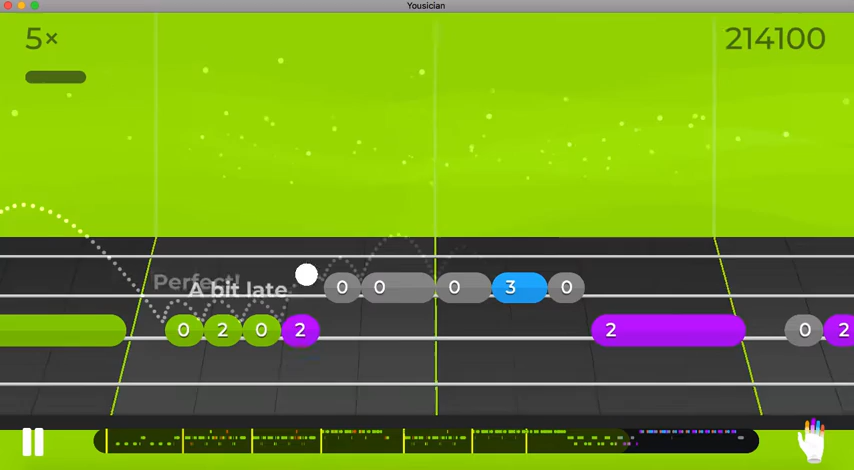 Yousician
5×
214100
Perfect!
A bit late
0 0 0 3 0
0 2 0 2 2 0 2